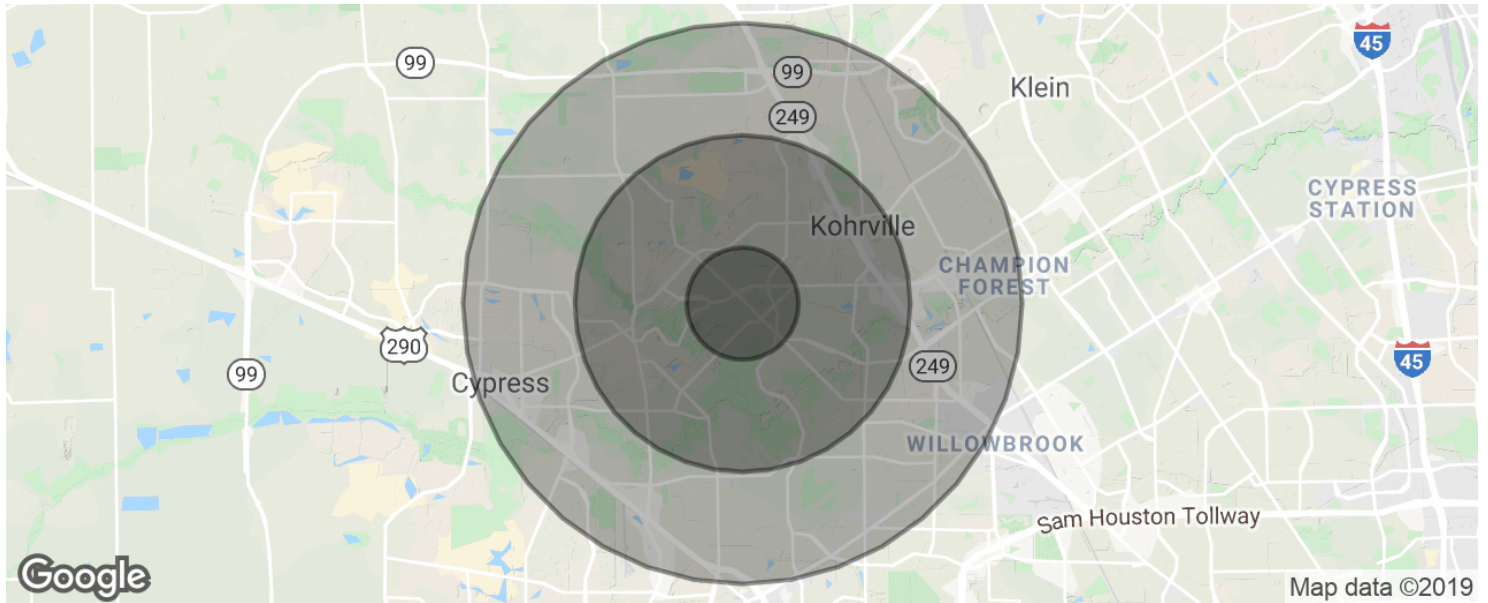 45
99
99
Klein
249
CYPRESS
STATION
Kohrville
CHAMPION
FOREST
290
45
249
99
Cypress
WILLOWBROOK
Sam Houston Tollway
Google
Map data ©2019